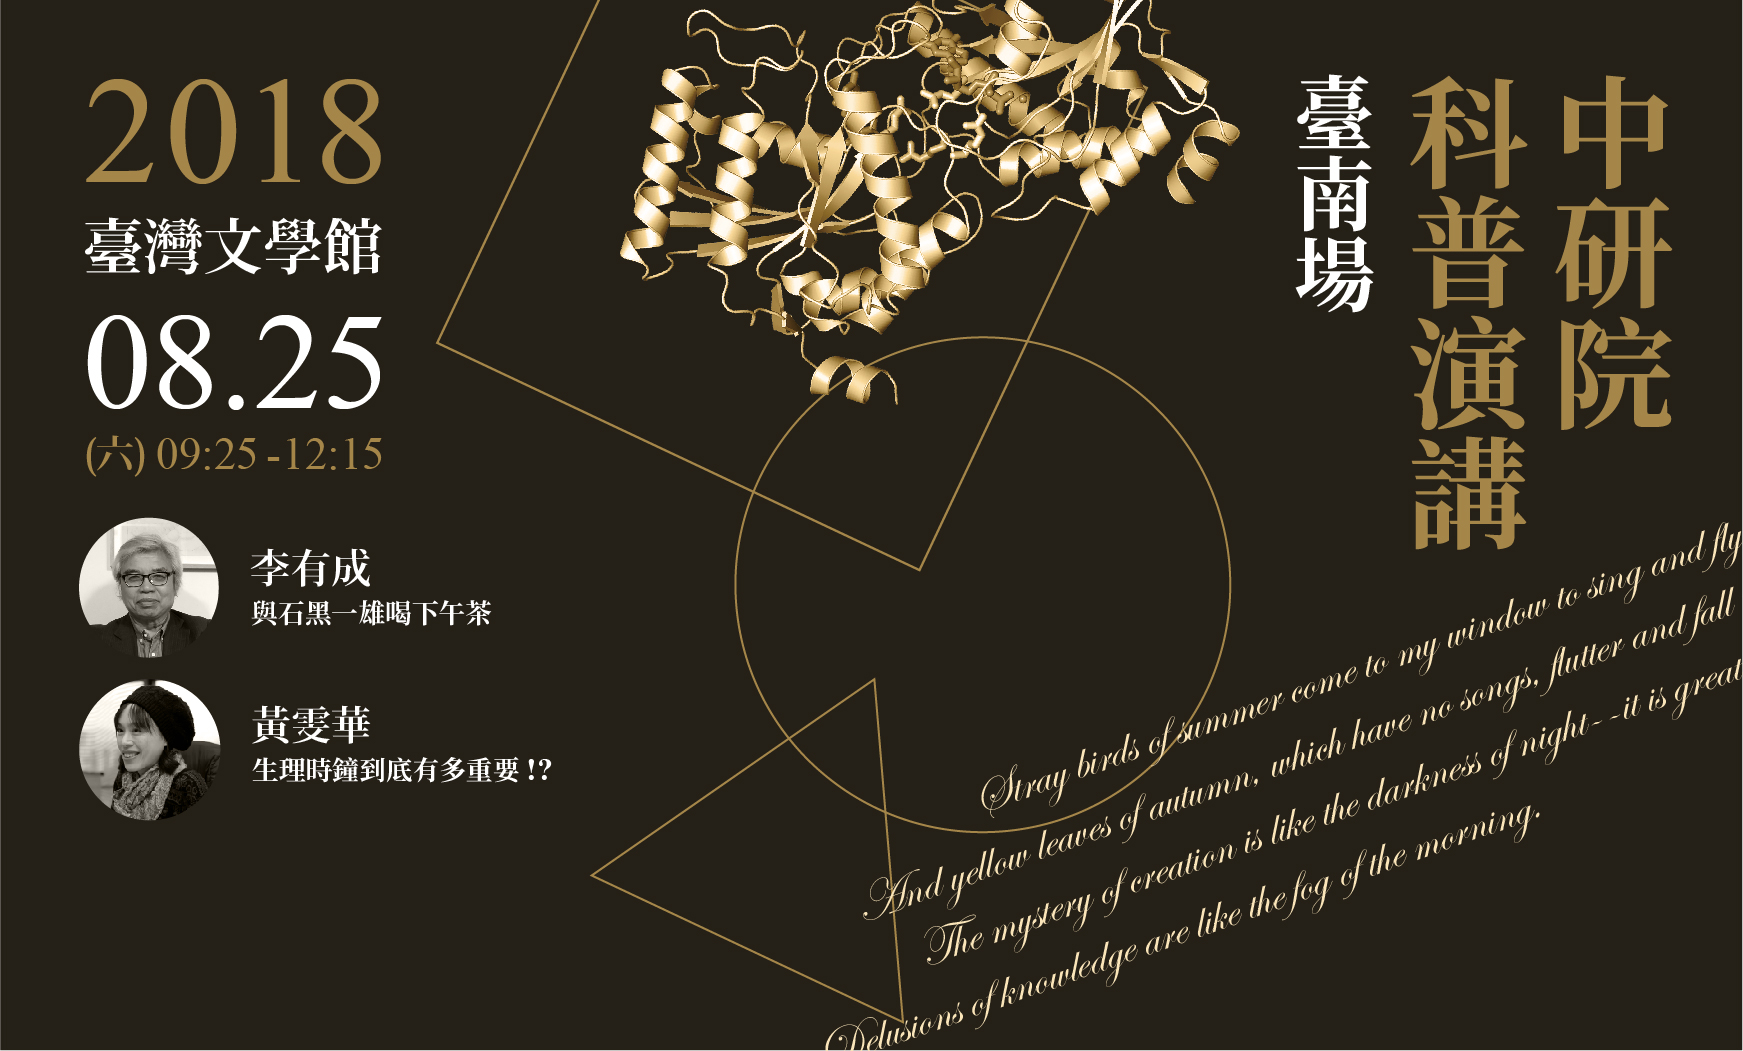 2018
臺灣文學館
08.25
(六) 09:25 -12:15
李有成
與石黑一雄喝下午茶
黃雯華
生理時鐘到底有多重要 !?
中研院
科普演講
臺南場
Stray birds of summer come to my window to sing and fly
And yellow leaves of autumn, which have no songs, flutter and fall
The mystery of creation is like the darkness of night--it is great
Delusions of knowledge are like the fog of the morning.